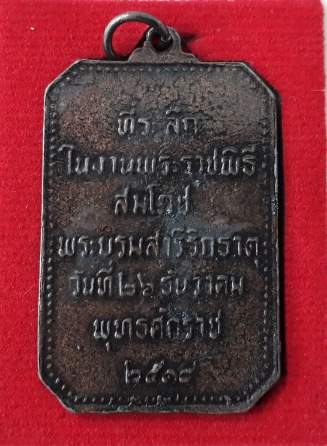 ที่ระลึก
ในงานพระราชพิธี
สมโภช
พระบรมสารีริกธาตุ
วันที่ ๒๖ ธันวาคม
พุทธศักราช
๒๕๑๙